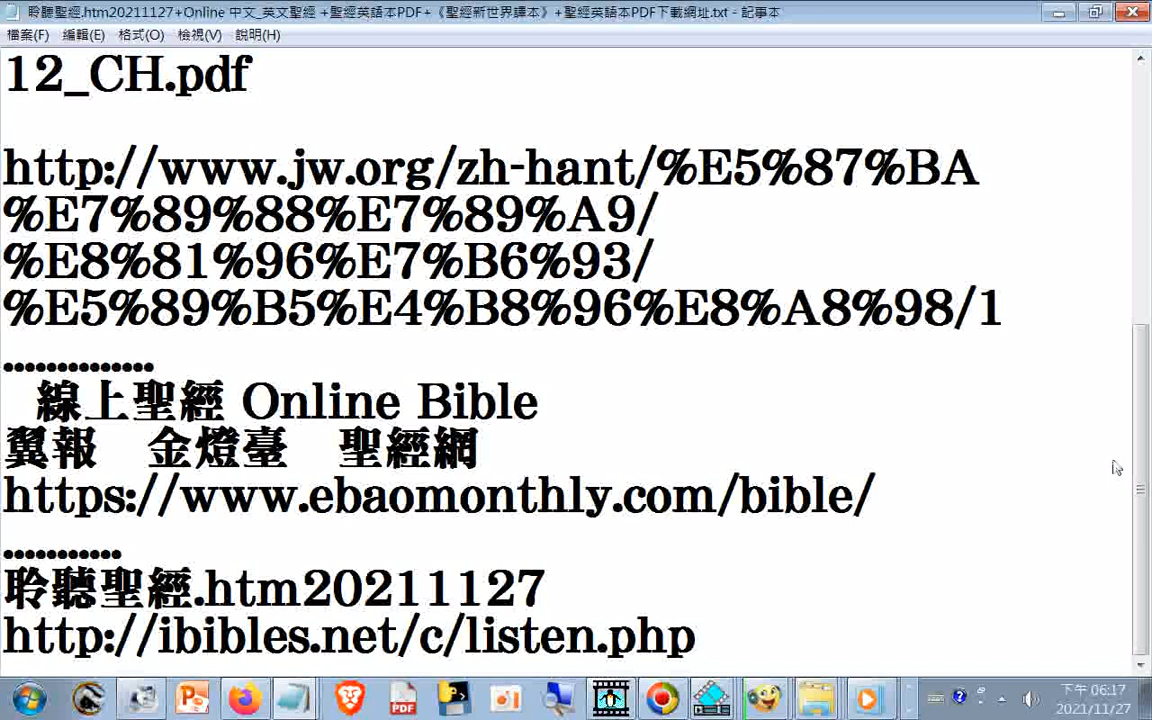 聆聽聖經.htm20211127+Online 中文_英文聖經 +聖經英語本PDF+《聖經新世界譯本》+聖經英語本PDF下載網址.txt - 記事本
檔案(F) 編輯(E) 格式(O) 檢視(V) 說明(H)
12_CH.pdf
http://www.jw.org/zh-hant/%E5%87%BA
%E7%89%88%E7%89%A9/
%E8%81%96%E7%B6%93/
%E5%89%B5%E4%B8%96%E8%A8%98/1
..............
線上聖經 Online Bible
翼報　金燈臺　聖經網
https://www.ebaomonthly.com/bible/
...........
聆聽聖經.htm20211127
http://ibibles.net/c/listen.php
PDF
下午 06:17
2021/11/27